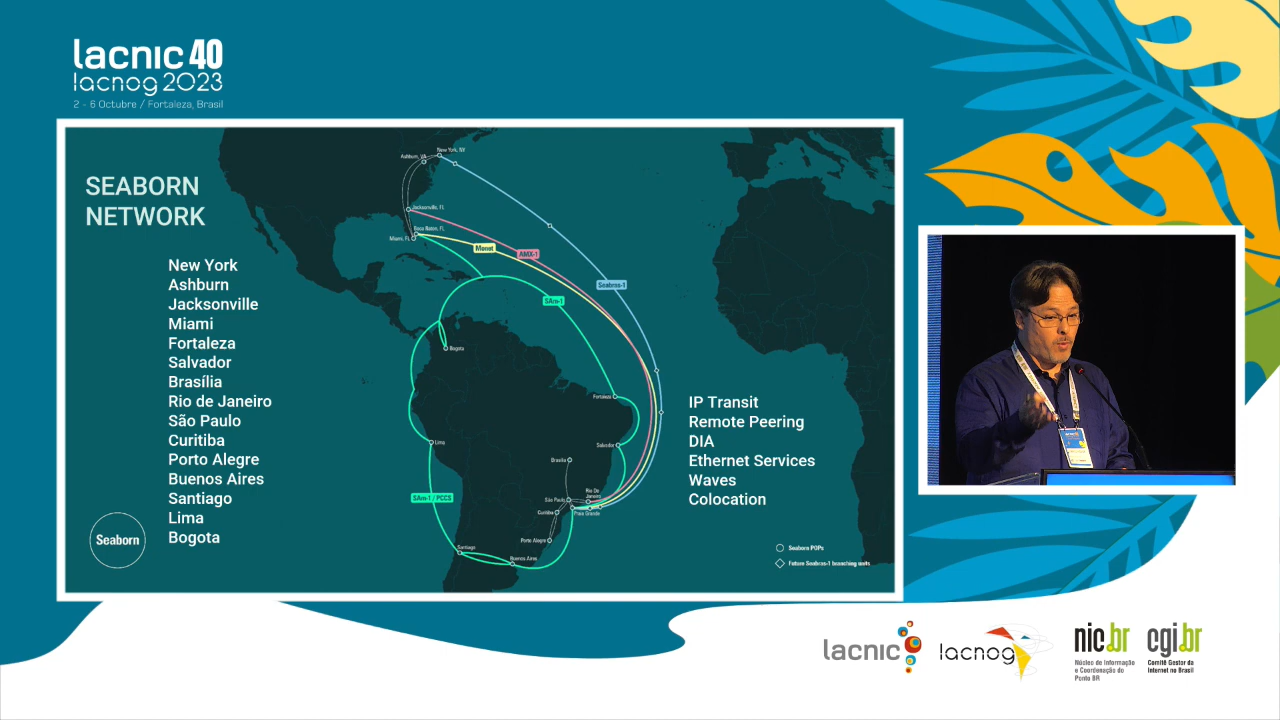 lacnic 40
lacnog 2023
2 - 6 Octubre / Fortaleza, Brasil
SEABORN
NETWORK
New York
Ashburn
Jacksonville
Miami
Fortaleza
Salvador
Brasília
Rio de Janeiro
São Paulo
Curitiba
Porto Alegre
Buenos Aires
Santiago
Lima
Bogota
Seaborn
New York, NY
Ashburn, VA
Jacksonville, FL
Boca Raton, FL
Miami, FL
Monet
AMX-1
Seabras-1
SAm-1
Bogota
Fortaleza
Lima
Salvador
Brasília
Rio De
Janeiro
São Paulo
Curitiba
Praia Grande
SAm-1 / PCCS
Porto Alegre
Santiago
Buenos Aires
IP Transit
Remote Peering
DIA
Ethernet Services
Waves
Colocation
Seaborn POPs
Future Seabras-1 branching units
lacnic
lacnog
nic.br
Núcleo de Informação
e Coordenação do
Ponto BR
cgi.br
Comitê Gestor da
Internet no Brasil